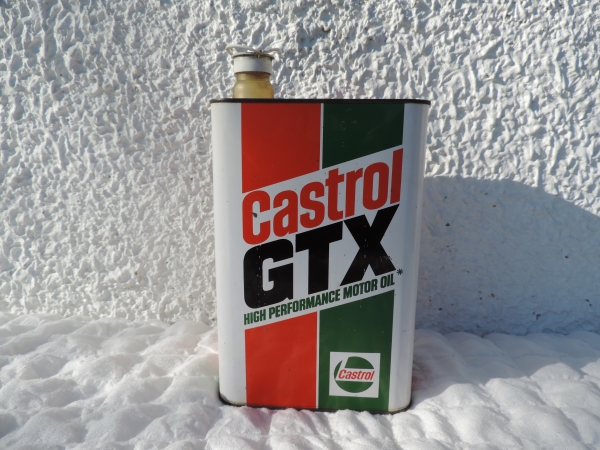 Castrol
GTX
HIGH PERFORMANCE MOTOR OIL*
Castrol